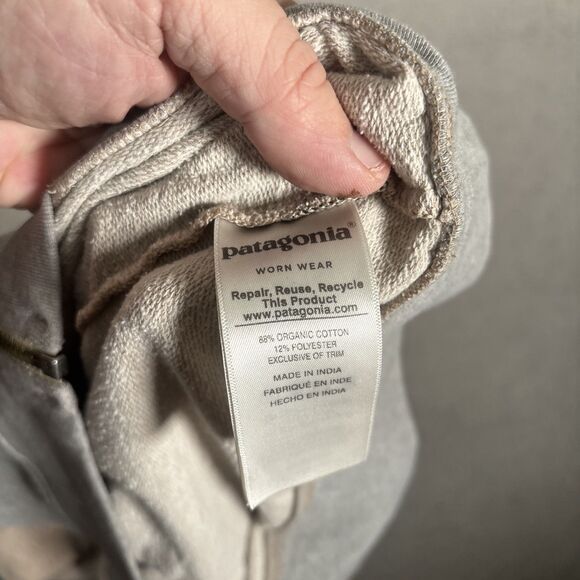 patagonia®
WORN WEAR
Repair, Reuse, Recycle
This Product
www.patagonia.com
88% ORGANIC COTTON
12% POLYESTER
EXCLUSIVE OF TRIM
MADE IN INDIA
FABRIQUÉ EN INDE
HECHO EN INDIA